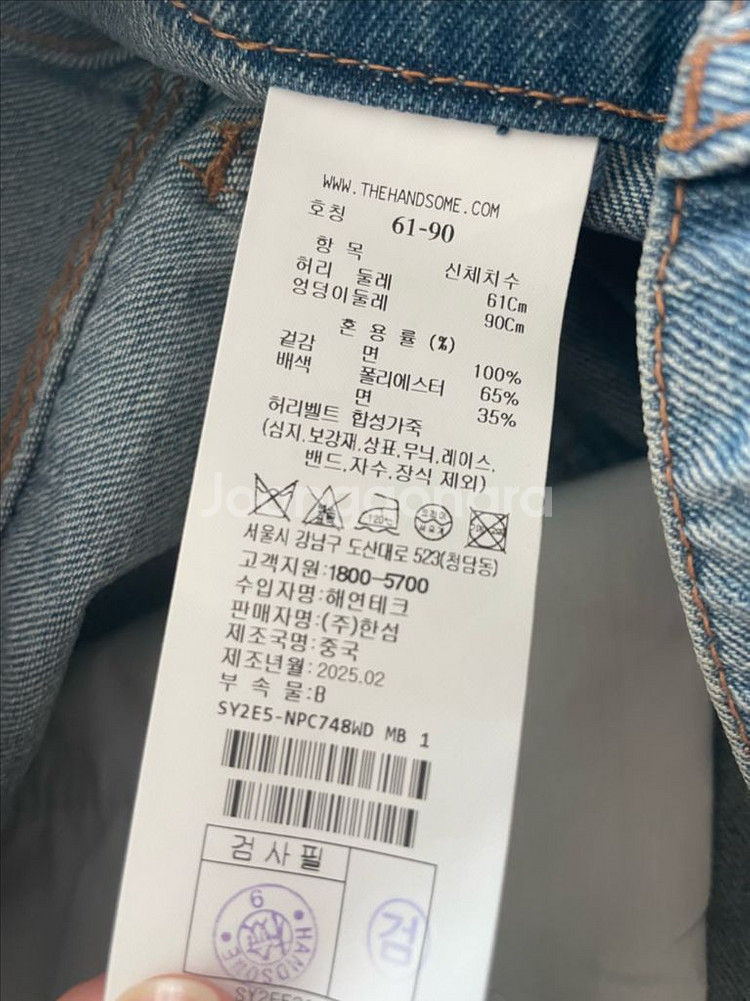 WWW.THEHANDSOME.COM
호칭 61-90
항 목 신체치수
허리 둘레 61Cm
엉덩이둘레 90Cm
혼 용 률 (%)
겉감 면 100%
배색 폴리에스터 65%
면 35%
허리벨트 합성가죽
(심지,보강재,상표,무늬,레이스,
밴드,자수,장식 제외)
Joonggonara
서울시 강남구 도산대로 523(청담동)
고객지원:1800-5700
수입자명:해연테크
판매자명:(주)한섬
제조국명:중국
제조년월:2025.02
부 속 물:B
SY2E5-NPC748WD MB 1
검 사 필
9
HANDSOME
검